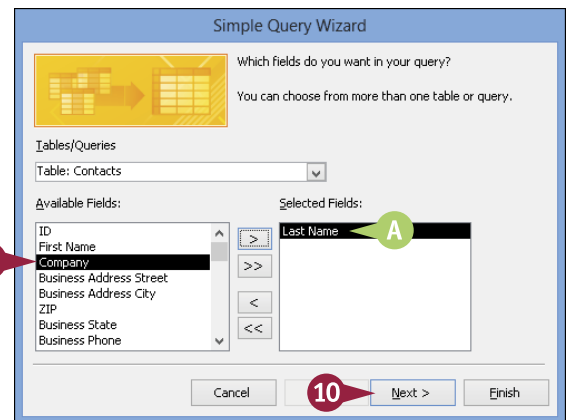 Simple Query Wizard
Which fields do you want in your query?
You can choose from more than one table or query.
Tables/Queries
Table: Contacts
Available Fields:
Selected Fields:
ID
First Name
Company
Business Address Street
Business Address City
ZIP
Business State
Business Phone
>
>>
<
<<
Last Name
A
Cancel
10
Next >
Finish